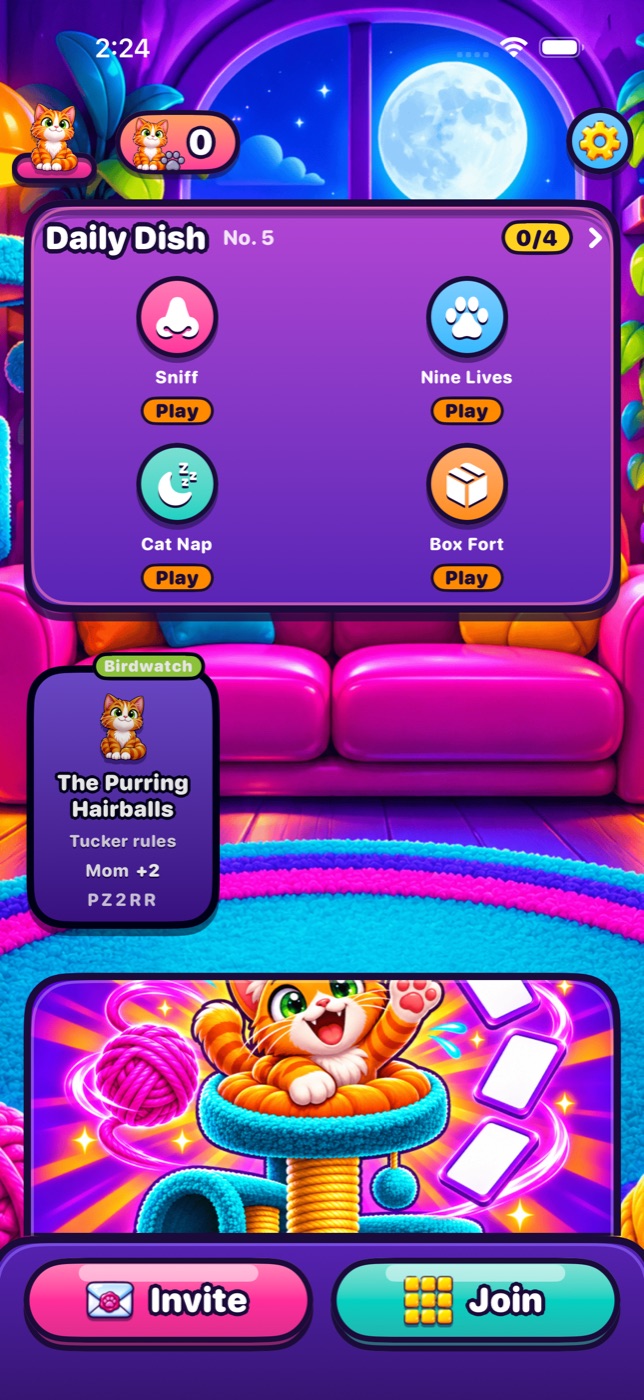 2:24
0
Daily Dish No. 5 0/4
Sniff
Nine Lives
Play
Play
Cat Nap
Box Fort
Play
Play
Birdwatch
The Purring
Hairballs
Tucker rules
Mom +2
PZ2RR
Invite
Join